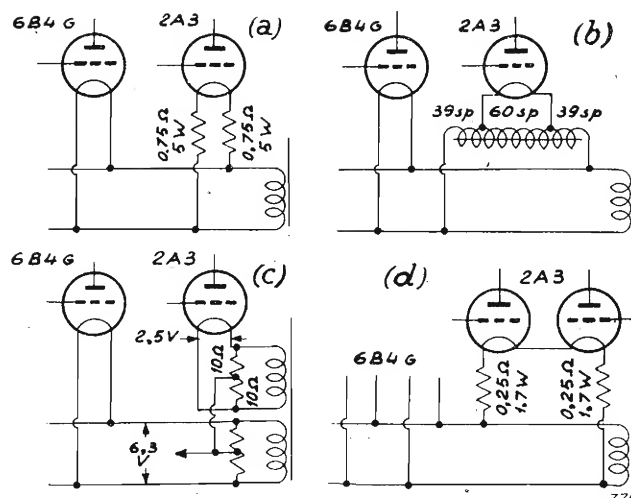 6B4G 2A3 (a)
0,75Ω 5W
0,75Ω 5W
6B4G 2A3 (b)
39sp 60sp 39sp
6B4G 2A3 (c)
2,5V
10Ω
10Ω
6,3 V
(d) 2A3
6B4G
0,25Ω 1,7W
0,25Ω 1,7W